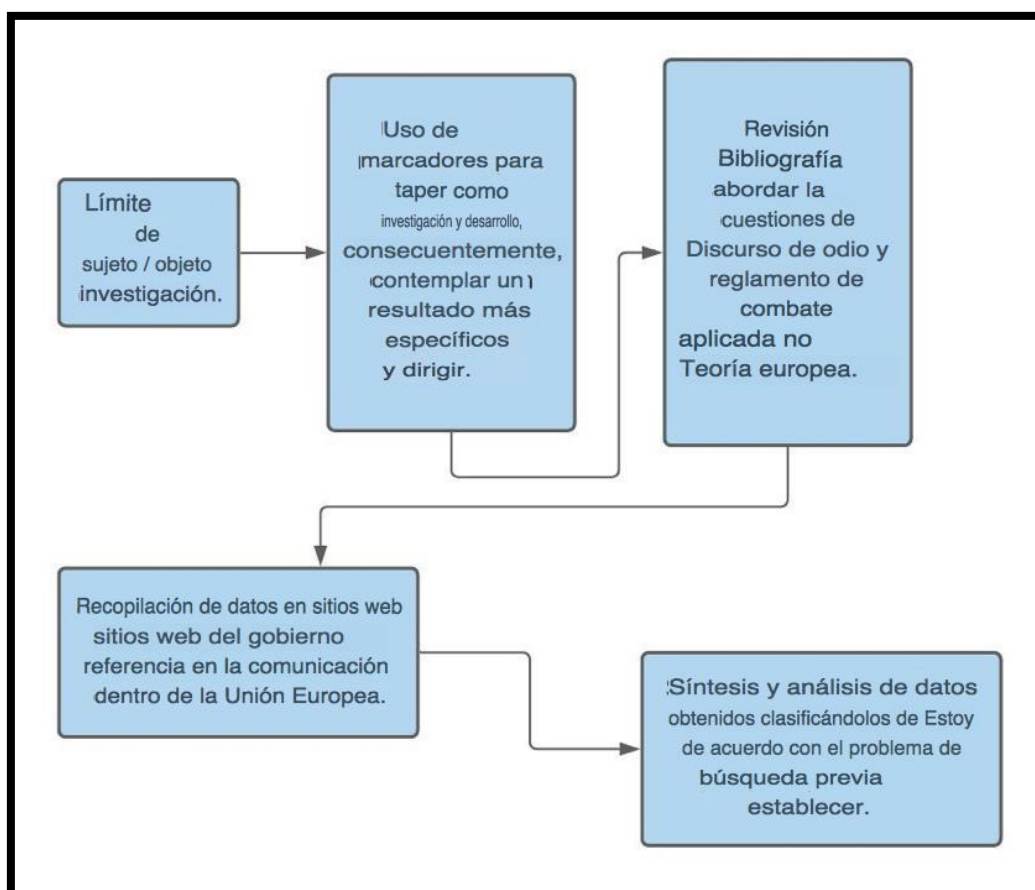 Límite
de
sujeto / objeto
investigación.
Uso de
marcadores para
taper como
investigación y desarrollo,
consecuentemente,
contemplar un
resultado más
específicos
y dirigir.
Revisión
Bibliografía
abordar la
cuestiones de
Discurso de odio y
reglamento de
combate
aplicada no
Teoría europea.
Recopilación de datos en sitios web
sitios web del gobierno
referencia en la comunicación
dentro de la Unión Europea.
Síntesis y análisis de datos
obtenidos clasificándolos de Estoy
de acuerdo con el problema de
búsqueda previa
establecer.